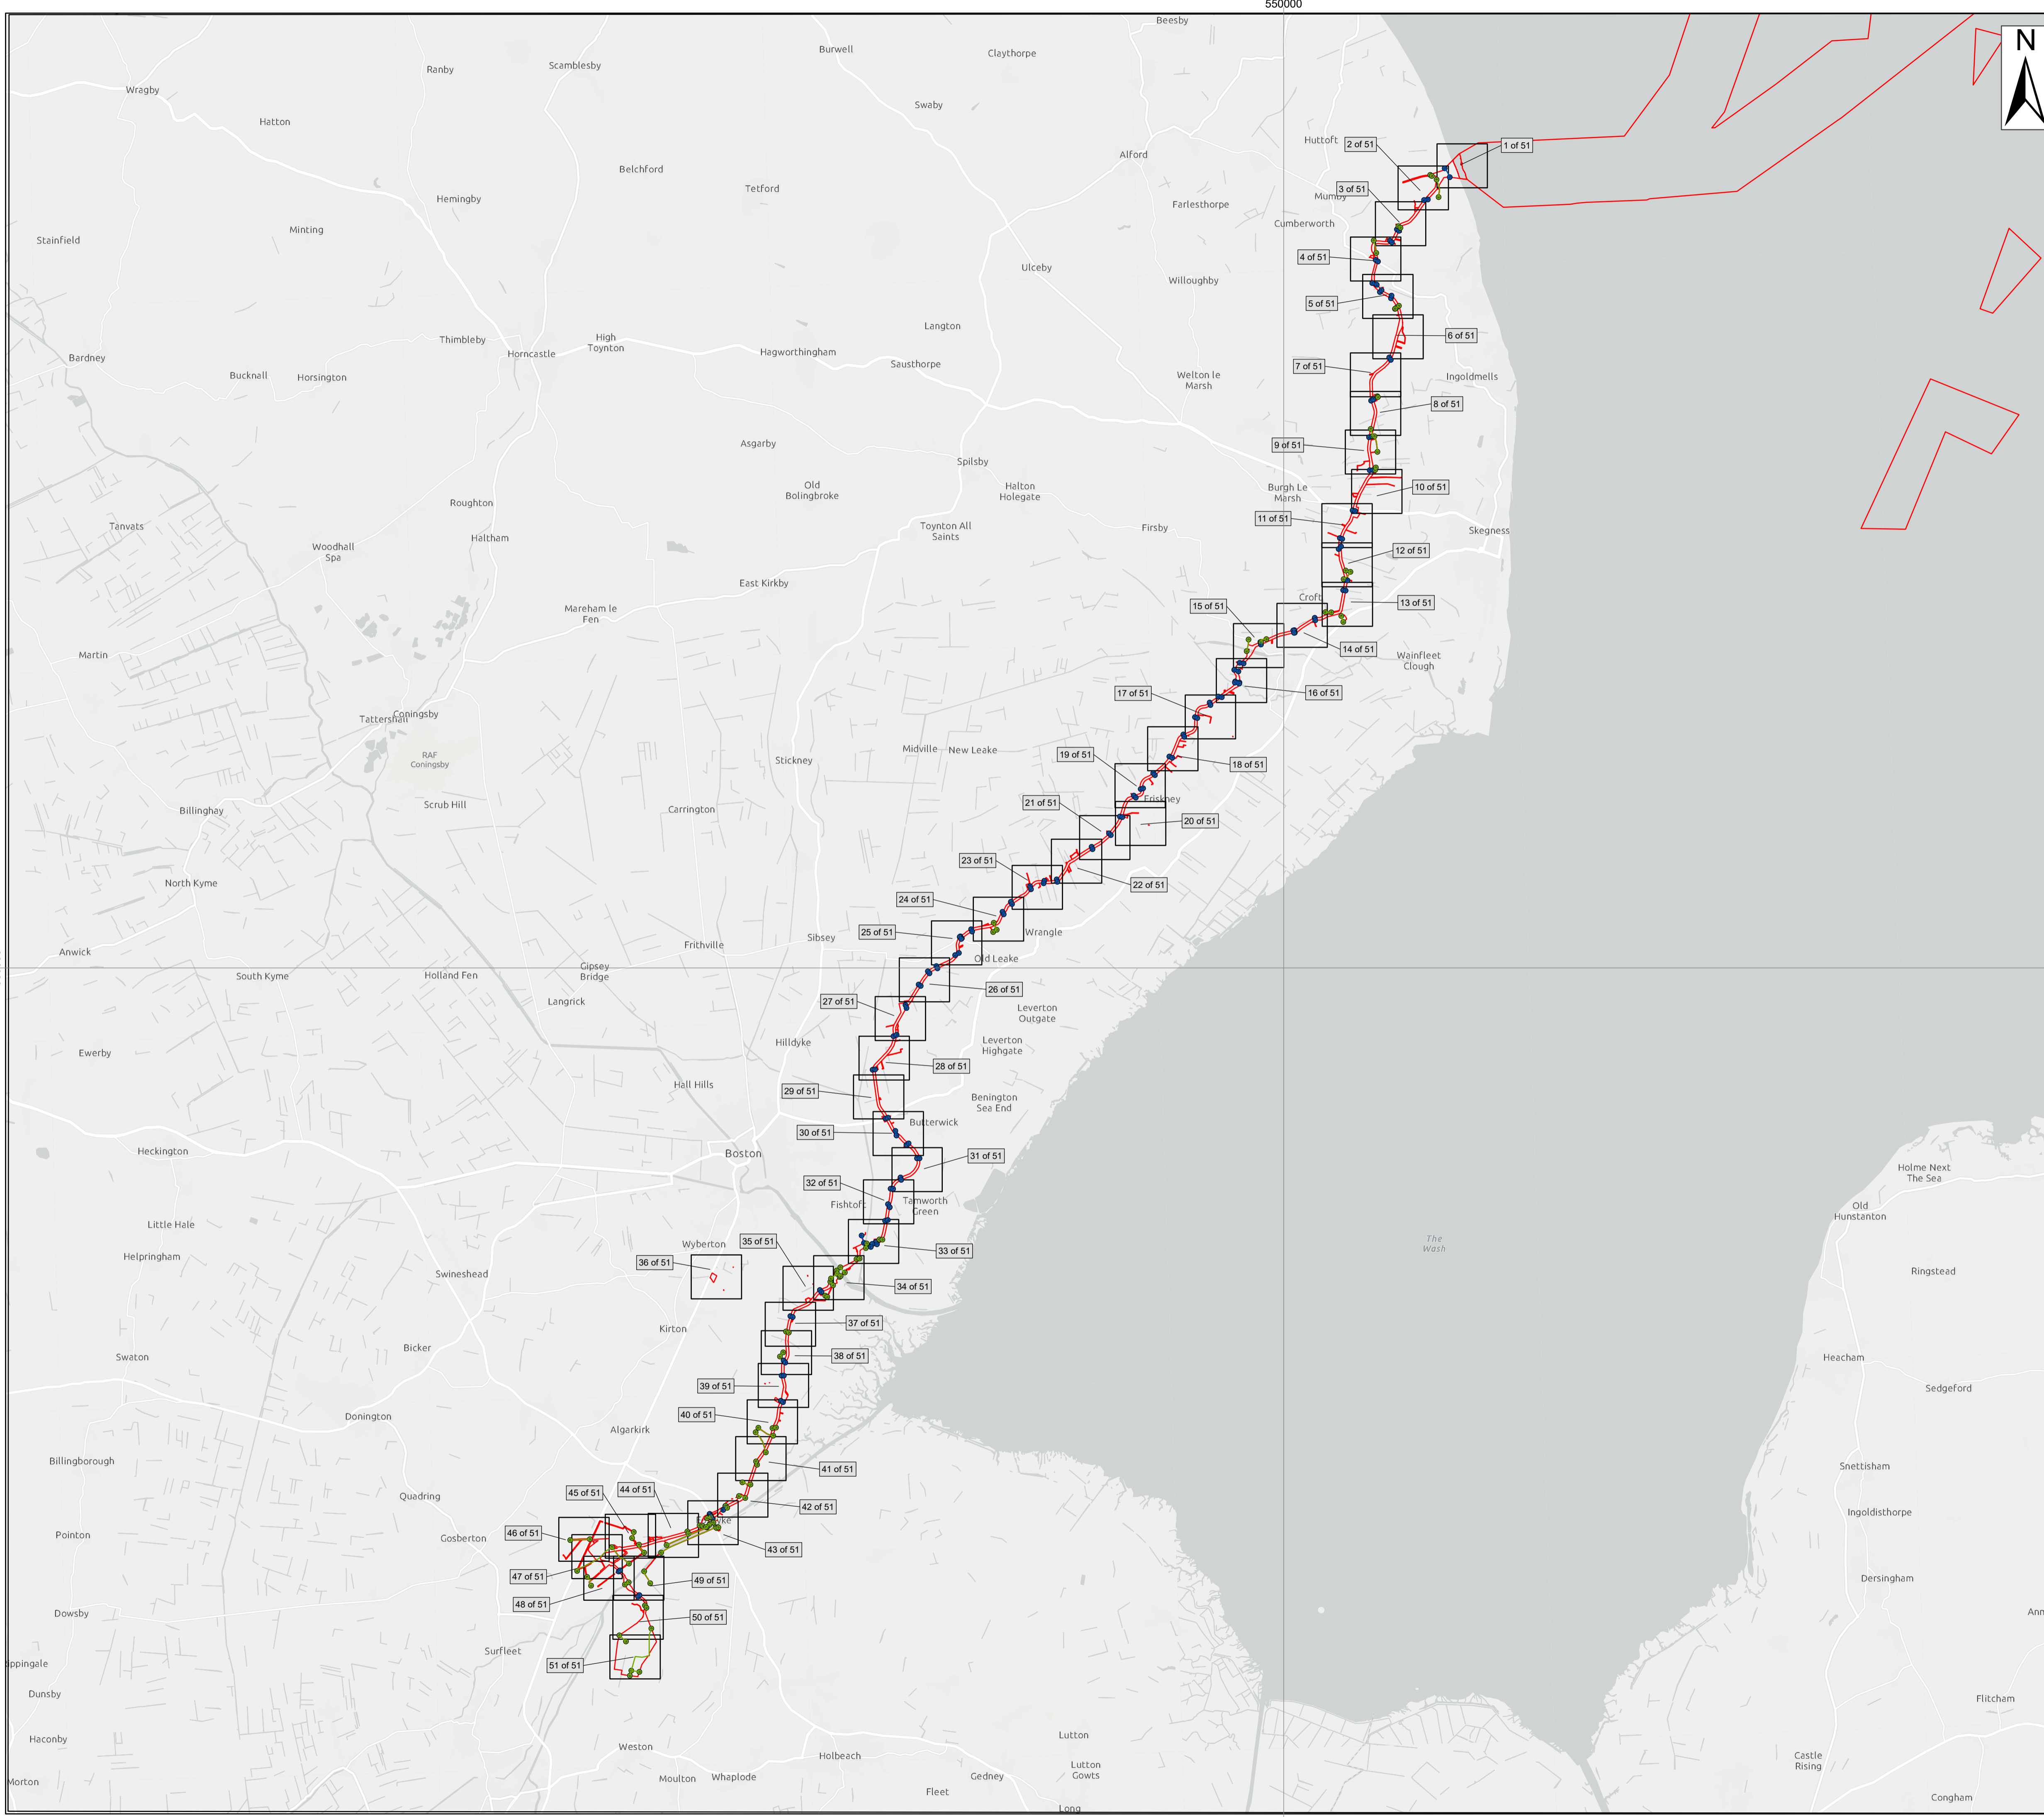 550000
N
Beesby
Burwell
Claythorpe
Ranby
Scamblesby
Wragby
Swaby
Hatton
Huttoft
2 of 51
1 of 51
Alford
Belchford
Tetford
3 of 51
Mumby
Hemingby
Farlesthorpe
Cumberworth
Minting
Stainfield
4 of 51
Ulceby
Willoughby
5 of 51
Langton
6 of 51
Thimbleby
High
Toynton
Horncastle
Hagworthingham
Bardney
Sausthorpe
7 of 51
Bucknall
Horsington
Welton le
Marsh
Ingoldmells
8 of 51
Asgarby
9 of 51
Spilsby
Old
Bolingbroke
Halton
Holegate
Burgh Le
Marsh
10 of 51
Roughton
11 of 51
Tanvats
Toynton All
Saints
Firsby
Skegness
Haltham
Woodhall
Spa
12 of 51
East Kirkby
Croft
13 of 51
15 of 51
Mareham le
Fen
14 of 51
Martin
Wainfleet
Clough
17 of 51
16 of 51
Coningsby
Tattershall
RAF
Coningsby
Midville
New Leake
19 of 51
Stickney
18 of 51
Friskney
21 of 51
Scrub Hill
Billinghay
Carrington
20 of 51
23 of 51
22 of 51
North Kyme
24 of 51
Wrangle
25 of 51
Sibsey
Frithville
Anwick
Old Leake
Gipsey
Bridge
South Kyme
Holland Fen
26 of 51
Langrick
27 of 51
Leverton
Outgate
Hilldyke
Leverton
Highgate
Ewerby
28 of 51
Hall Hills
29 of 51
Benington
Sea End
Butterwick
30 of 51
Heckington
Boston
31 of 51
Holme Next
The Sea
32 of 51
Fishtoft
Tamworth
Green
Old
Hunstanton
Little Hale
The
Wash
35 of 51
Wyberton
33 of 51
Helpringham
36 of 51
Swineshead
Ringstead
34 of 51
37 of 51
Kirton
Bicker
38 of 51
Swaton
Heacham
39 of 51
Sedgeford
40 of 51
Donington
Algarkirk
Billingborough
41 of 51
Snettisham
45 of 51
44 of 51
Quadring
42 of 51
Ingoldisthorpe
46 of 51
Pointon
Gosberton
43 of 51
47 of 51
49 of 51
Dersingham
48 of 51
Dowsby
50 of 51
Surfleet
51 of 51
ppingale
Dunsby
Flitcham
Lutton
Haconby
Weston
Holbeach
Castle
Rising
Lutton
Gowts
Moulton
Whaplode
Gedney
Morton
Fleet
Congham
Long